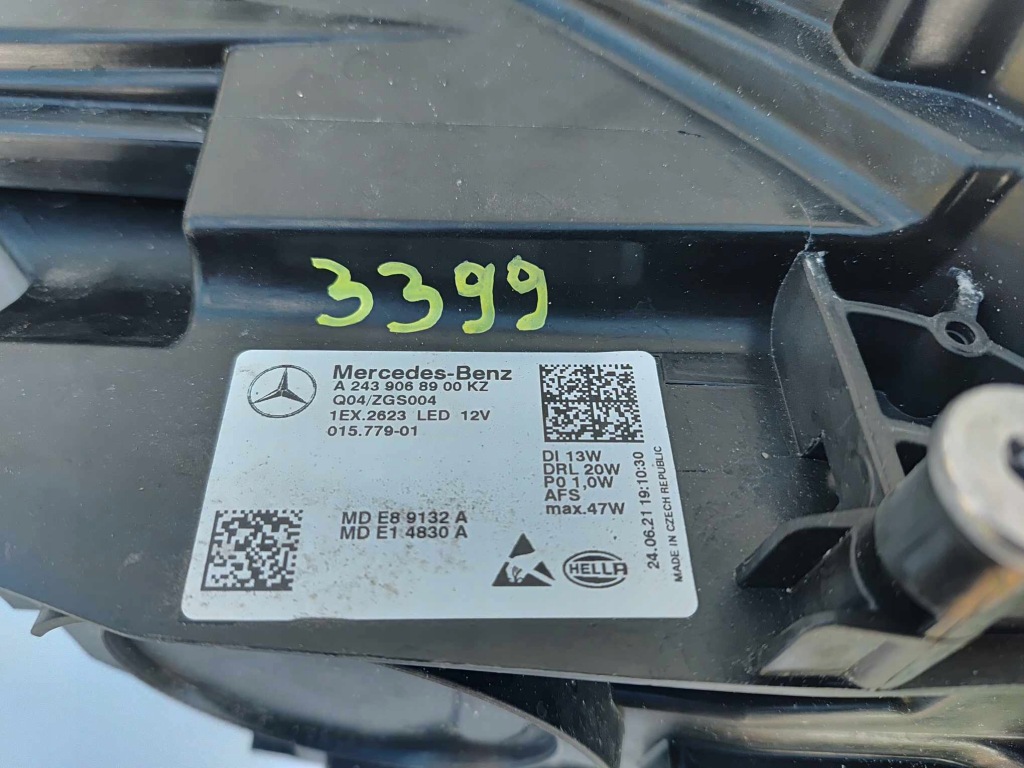 3399
Mercedes-Benz
A 243 906 89 00 KZ
Q04/ZGS004
1EX.2623 LED 12V
015.779-01
DI 13W
DRL 20W
P0 1,0W
AFS
max.47W
MD E8 9132 A
MD E1 4830 A
HELLA
24.06.21 19:10:30
MADE IN CZECH REPUBLIC